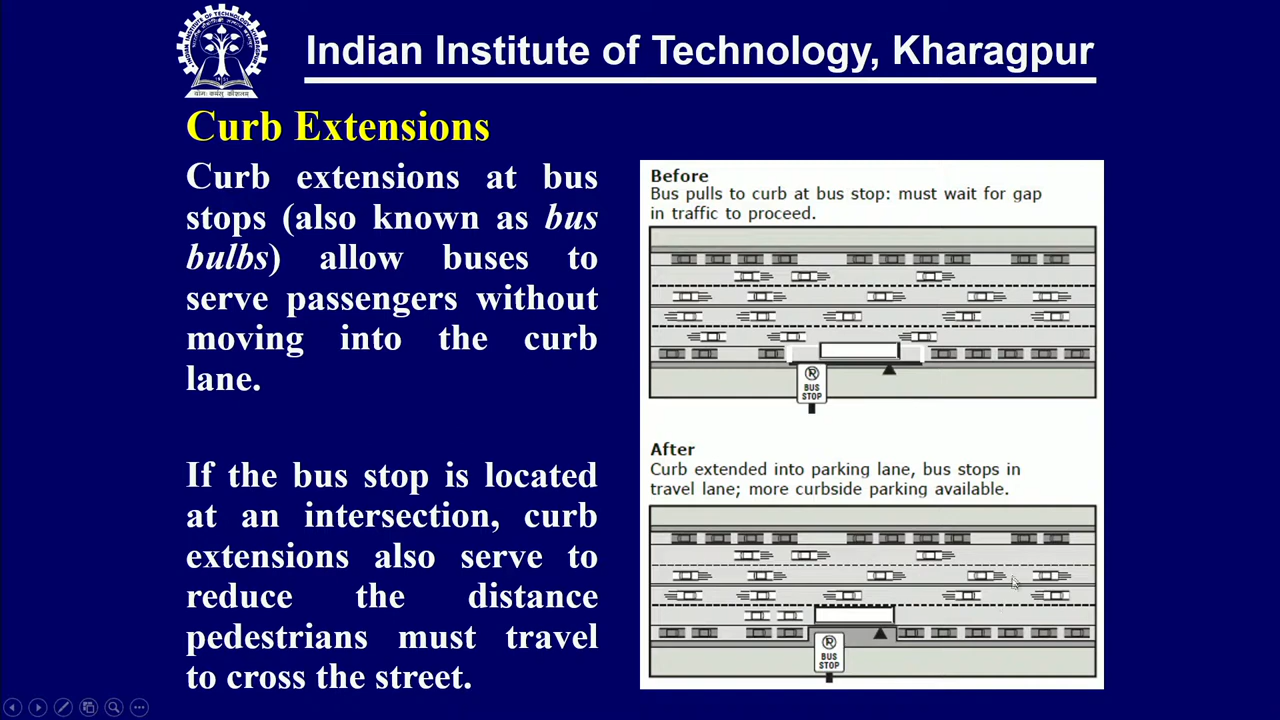 Indian Institute of Technology, Kharagpur
Curb Extensions
Curb extensions at bus
stops (also known as bus
bulbs) allow buses to
serve passengers without
moving into the curb
lane.
If the bus stop is located
at an intersection, curb
extensions also serve to
reduce the distance
pedestrians must travel
to cross the street.
Before
Bus pulls to curb at bus stop: must wait for gap
in traffic to proceed.
BUS
STOP
After
Curb extended into parking lane, bus stops in
travel lane; more curbside parking available.
BUS
STOP